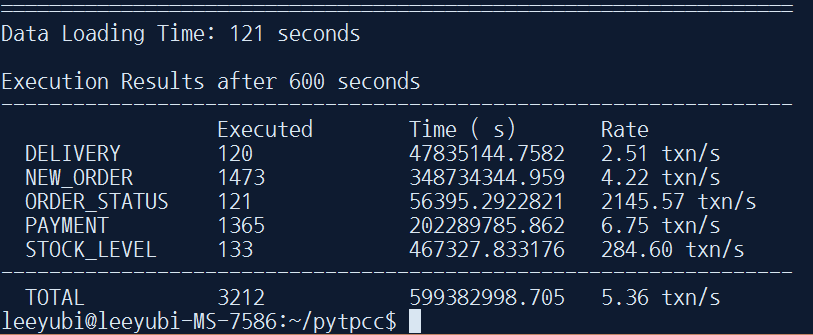 Data Loading Time: 121 seconds
Execution Results after 600 seconds
Executed Time ( s) Rate
DELIVERY 120 47835144.7582 2.51 txn/s
NEW_ORDER 1473 348734344.959 4.22 txn/s
ORDER_STATUS 121 56395.2922821 2145.57 txn/s
PAYMENT 1365 202289785.862 6.75 txn/s
STOCK_LEVEL 133 467327.833176 284.60 txn/s
TOTAL 3212 599382998.705 5.36 txn/s
leeyubi@leeyubi-MS-7586:~/pytpcc$